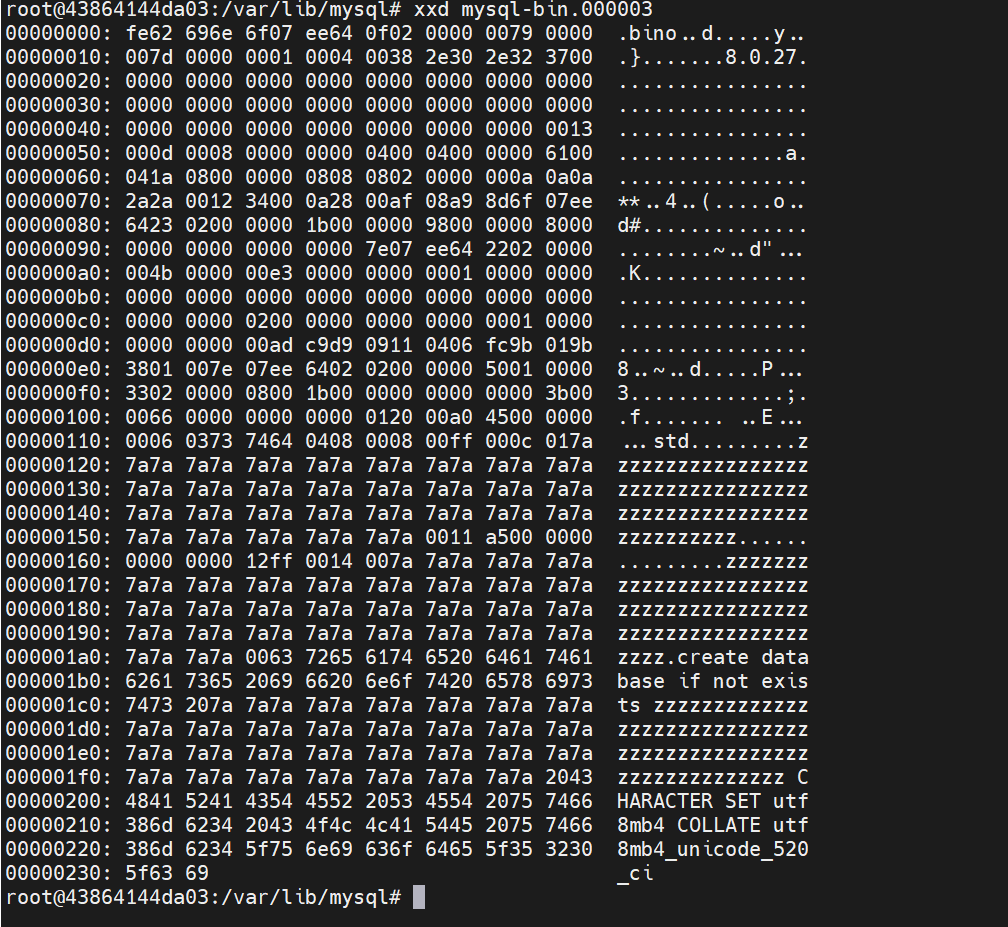 root@43864144da03:/var/lib/mysql# xxd mysql-bin.000003
00000000: fe62 696e 6f07 ee64 0f02 0000 0079 0000  .bino..d.....y..
00000010: 007d 0000 0001 0004 0038 2e30 2e32 3700  .}.......8.0.27.
00000020: 0000 0000 0000 0000 0000 0000 0000 0000  ................
00000030: 0000 0000 0000 0000 0000 0000 0000 0000  ................
00000040: 0000 0000 0000 0000 0000 0000 0000 0013  ................
00000050: 000d 0008 0000 0000 0400 0400 0000 6100  ..............a.
00000060: 041a 0800 0000 0808 0802 0000 000a 0a0a  ................
00000070: 2a2a 0012 3400 0a28 00af 08a9 8d6f 07ee  **..4..(.....o..
00000080: 6423 0200 0000 1b00 0000 9800 0000 8000  d#..............
00000090: 0000 0000 0000 0000 7e07 ee64 2202 0000  ........~..d"...
000000a0: 004b 0000 00e3 0000 0000 0001 0000 0000  .K..............
000000b0: 0000 0000 0000 0000 0000 0000 0000 0000  ................
000000c0: 0000 0000 0200 0000 0000 0000 0001 0000  ................
000000d0: 0000 0000 00ad c9d9 0911 0406 fc9b 019b  ................
000000e0: 3801 007e 07ee 6402 0200 0000 5001 0000  8..~..d.....P...
000000f0: 3302 0000 0800 1b00 0000 0000 0000 3b00  3.............;.
00000100: 0066 0000 0000 0000 0120 00a0 4500 0000  .f....... ..E...
00000110: 0006 0373 7464 0408 0008 00ff 000c 017a  ...std.........z
00000120: 7a7a 7a7a 7a7a 7a7a 7a7a 7a7a 7a7a 7a7a  zzzzzzzzzzzzzzzz
00000130: 7a7a 7a7a 7a7a 7a7a 7a7a 7a7a 7a7a 7a7a  zzzzzzzzzzzzzzzz
00000140: 7a7a 7a7a 7a7a 7a7a 7a7a 7a7a 7a7a 7a7a  zzzzzzzzzzzzzzzz
00000150: 7a7a 7a7a 7a7a 7a7a 7a7a 0011 a500 0000  zzzzzzzzzz......
00000160: 0000 0000 12ff 0014 007a 7a7a 7a7a 7a7a  .........zzzzzzz
00000170: 7a7a 7a7a 7a7a 7a7a 7a7a 7a7a 7a7a 7a7a  zzzzzzzzzzzzzzzz
00000180: 7a7a 7a7a 7a7a 7a7a 7a7a 7a7a 7a7a 7a7a  zzzzzzzzzzzzzzzz
00000190: 7a7a 7a7a 7a7a 7a7a 7a7a 7a7a 7a7a 7a7a  zzzzzzzzzzzzzzzz
000001a0: 7a7a 7a7a 0063 7265 6174 6520 6461 7461  zzzz.create data
000001b0: 6261 7365 2069 6620 6e6f 7420 6578 6973  base if not exis
000001c0: 7473 207a 7a7a 7a7a 7a7a 7a7a 7a7a 7a7a  ts zzzzzzzzzzzzz
000001d0: 7a7a 7a7a 7a7a 7a7a 7a7a 7a7a 7a7a 7a7a  zzzzzzzzzzzzzzzz
000001e0: 7a7a 7a7a 7a7a 7a7a 7a7a 7a7a 7a7a 7a7a  zzzzzzzzzzzzzzzz
000001f0: 7a7a 7a7a 7a7a 7a7a 7a7a 7a7a 7a7a 2043  zzzzzzzzzzzzzz C
00000200: 4841 5241 4354 4552 2053 4554 2075 7466  HARACTER SET utf
00000210: 386d 6234 2043 4f4c 4c41 5445 2075 7466  8mb4 COLLATE utf
00000220: 386d 6234 5f75 6e69 636f 6465 5f35 3230  8mb4_unicode_520
00000230: 5f63 69                                  _ci
root@43864144da03:/var/lib/mysql#